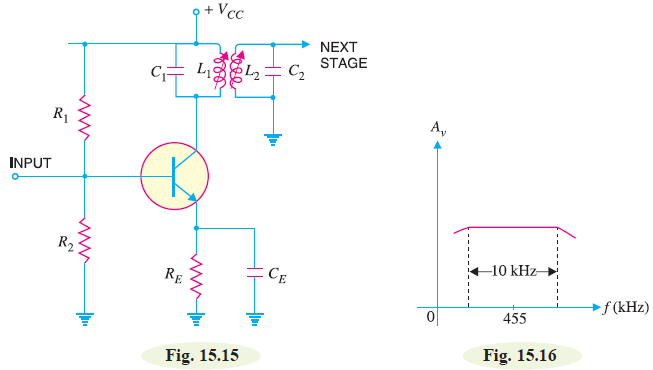 + VCC
NEXT
STAGE
C1
L1
L2
C2
R1
INPUT
R2
RE
CE
Fig. 15.15
Av
10 kHz
0
455
f (kHz)
Fig. 15.16